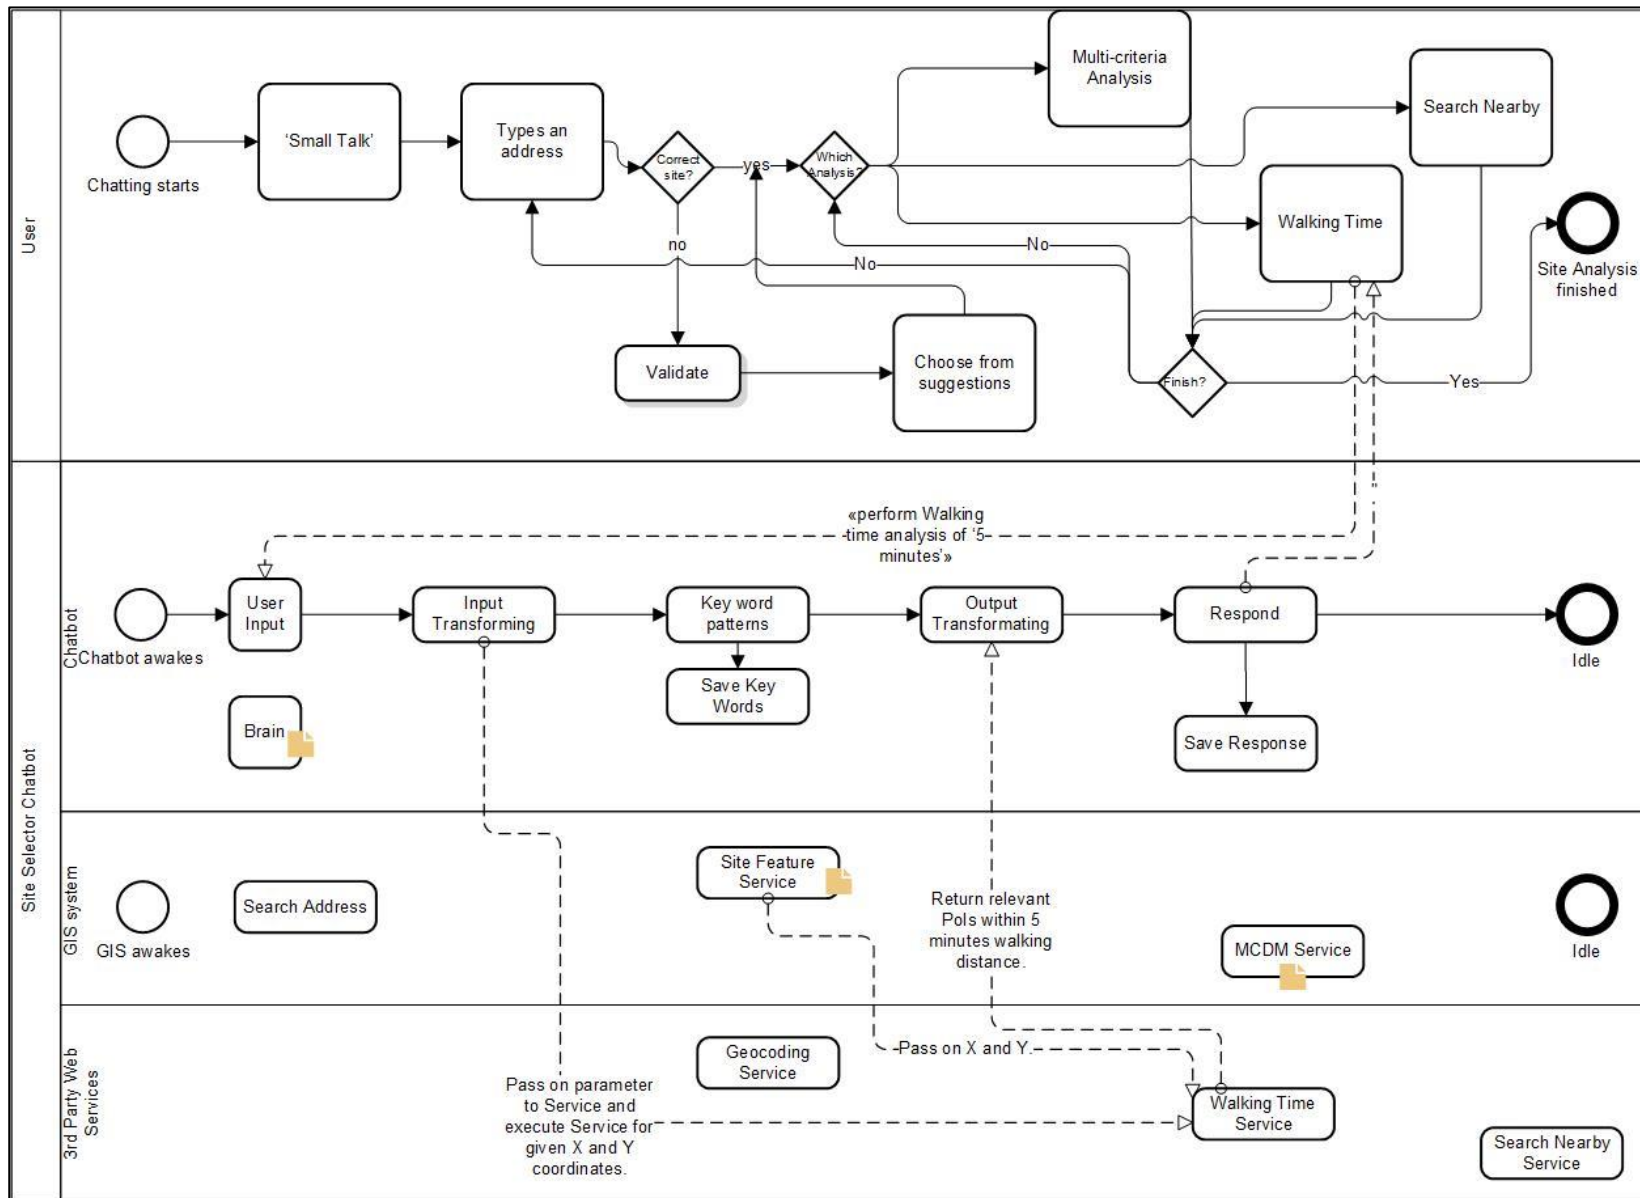 User
Chatting starts
‘Small Talk’
Types an
address
Correct
site?
yes
no
Validate
Choose from
suggestions
Which
Analysis?
Multi-criteria
Analysis
Search Nearby
Walking Time
No
No
Finish?
Yes
Site Analysis
finished
Site Selector Chatbot
Chatbot
Chatbot awakes
«perform Walking
time analysis of ‘5
minutes’»
User
Input
Input
Transforming
Key word
patterns
Save Key
Words
Output
Transformating
Respond
Save Response
Idle
Brain
GIS system
GIS awakes
Search Address
Site Feature
Service
Return relevant
PoIs within 5
minutes walking
distance.
MCDM Service
Idle
3rd Party Web
Services
Pass on parameter
to Service and
execute Service for
given X and Y
coordinates.
Geocoding
Service
Pass on X and Y.
Walking Time
Service
Search Nearby
Service